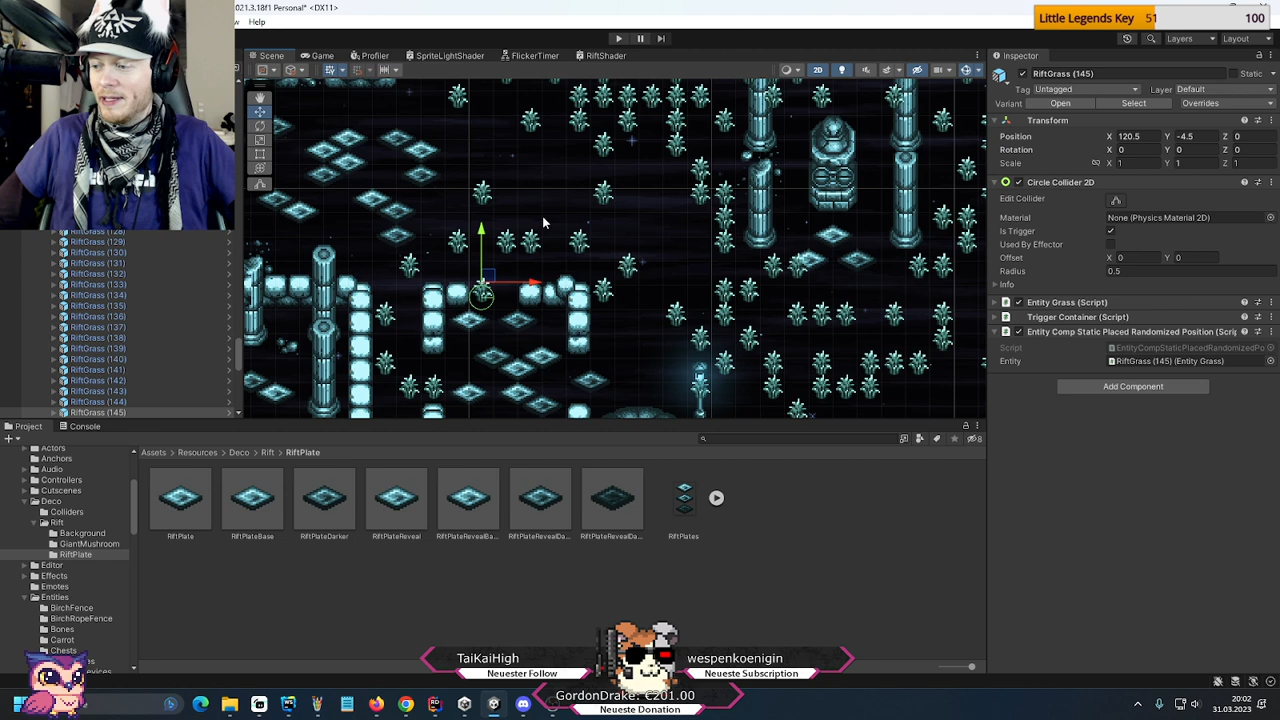 021.3.18f1 Personal* <DX11>
w Help
Little Legends Key 51 100
Layers Layout
Scene Game Profiler SpriteLightShader FlickerTimer RiftShader
2D
Inspector
RiftGrass (145) Static
Tag Untagged Layer Default
Variant Open Select Overrides
Transform
Position X 120.5 Y -4.5 Z 0
Rotation X 0 Y 0 Z 0
Scale X 1 Y 1 Z 1
Circle Collider 2D
Edit Collider
Material None (Physics Material 2D)
Is Trigger
Used By Effector
Offset X 0 Y 0
Radius 0.5
Info
Entity Grass (Script)
Trigger Container (Script)
Entity Comp Static Placed Randomized Position (Scrip
Script EntityCompStaticPlacedRandomizedPo
Entity RiftGrass (145) (Entity Grass)
Add Component
RiftGrass (128)
RiftGrass (129)
RiftGrass (130)
RiftGrass (131)
RiftGrass (132)
RiftGrass (133)
RiftGrass (134)
RiftGrass (135)
RiftGrass (136)
RiftGrass (137)
RiftGrass (138)
RiftGrass (139)
RiftGrass (140)
RiftGrass (141)
RiftGrass (142)
RiftGrass (143)
RiftGrass (144)
RiftGrass (145)
Project Console
8
Actors
Anchors
Audio
Controllers
Cutscenes
Deco
Colliders
Rift
Background
GiantMushroom
RiftPlate
Editor
Effects
Emotes
Entities
BirchFence
BirchRopeFence
Bones
Carrot
Chests
Assets > Resources > Deco > Rift > RiftPlate
RiftPlate RiftPlateBase RiftPlateDarker RiftPlateReveal RiftPlateRevealBa... RiftPlateRevealDa... RiftPlateRevealDa... RiftPlates
TaiKaiHigh
Neuester Follow
wespenkoenigin
Neueste Subscription
GordonDrake: €201.00
Neueste Donation
20:02
31.08.2023